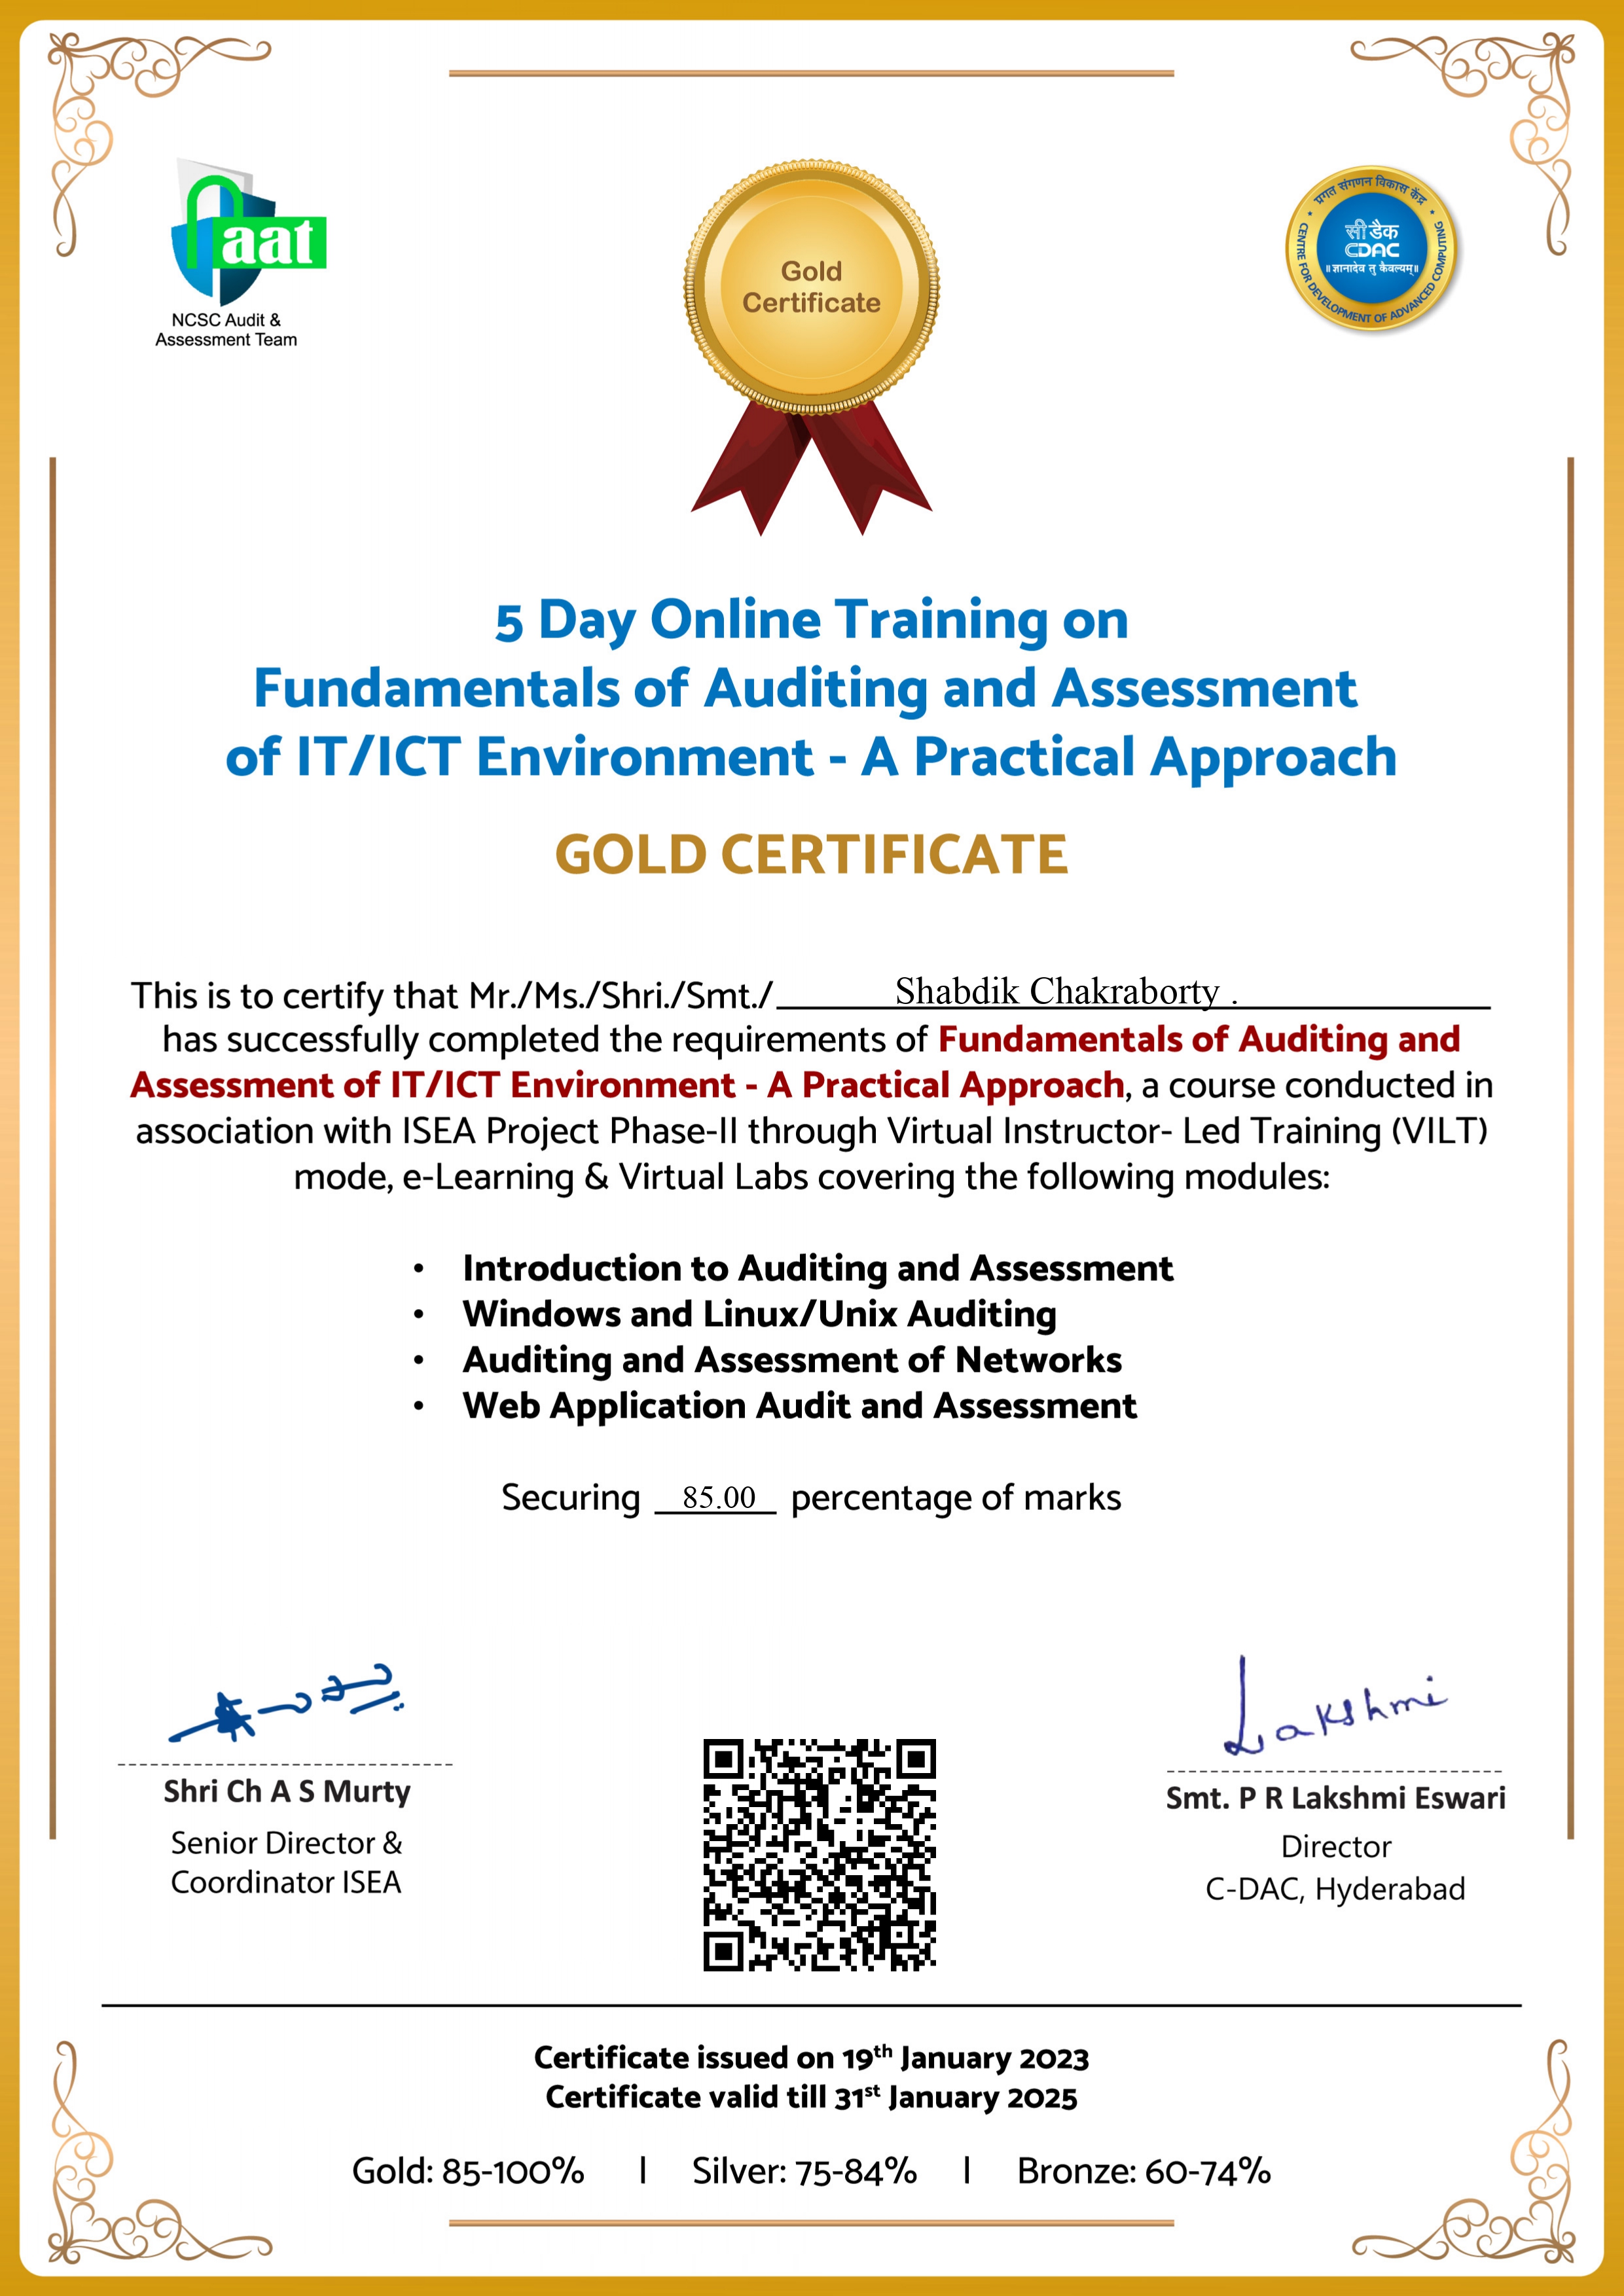 aat
NCSC Audit &
Assessment Team
Gold
Certificate
प्रगत संगणन विकास केंद्र
सी डैक
CDAC
॥ ज्ञानादेव तु कैवल्यम् ॥
CENTRE FOR DEVELOPMENT OF ADVANCED COMPUTING
5 Day Online Training on
Fundamentals of Auditing and Assessment
of IT/ICT Environment - A Practical Approach
GOLD CERTIFICATE
This is to certify that Mr./Ms./Shri./Smt./ Shabdik Chakraborty .
has successfully completed the requirements of Fundamentals of Auditing and
Assessment of IT/ICT Environment - A Practical Approach, a course conducted in
association with ISEA Project Phase-II through Virtual Instructor- Led Training (VILT)
mode, e-Learning & Virtual Labs covering the following modules:
• Introduction to Auditing and Assessment
• Windows and Linux/Unix Auditing
• Auditing and Assessment of Networks
• Web Application Audit and Assessment
Securing 85.00 percentage of marks
Lakshmi
Shri Ch A S Murty
Senior Director &
Coordinator ISEA
Smt. P R Lakshmi Eswari
Director
C-DAC, Hyderabad
Certificate issued on 19th January 2023
Certificate valid till 31st January 2025
Gold: 85-100% | Silver: 75-84% | Bronze: 60-74%